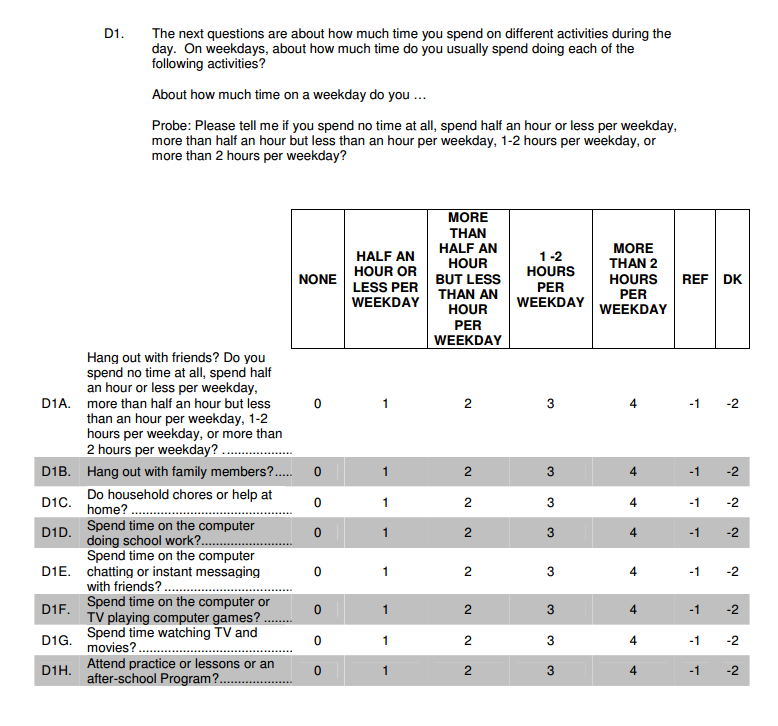 D1. The next questions are about how much time you spend on different activities during the
day. On weekdays, about how much time do you usually spend doing each of the
following activities?
About how much time on a weekday do you …
Probe: Please tell me if you spend no time at all, spend half an hour or less per weekday,
more than half an hour but less than an hour per weekday, 1-2 hours per weekday, or
more than 2 hours per weekday?
NONE
HALF AN
HOUR OR
LESS PER
WEEKDAY
MORE
THAN
HALF AN
HOUR
BUT LESS
THAN AN
HOUR
PER
WEEKDAY
1 -2
HOURS
PER
WEEKDAY
MORE
THAN 2
HOURS
PER
WEEKDAY
REF
DK
Hang out with friends? Do you
spend no time at all, spend half
an hour or less per weekday,
D1A. more than half an hour but less 0 1 2 3 4 -1 -2
than an hour per weekday, 1-2
hours per weekday, or more than
2 hours per weekday? ..................
D1B. Hang out with family members?..... 0 1 2 3 4 -1 -2
Do household chores or help at
D1C. home? .......................................... 0 1 2 3 4 -1 -2
Spend time on the computer
D1D. doing school work?........................ 0 1 2 3 4 -1 -2
Spend time on the computer
D1E. chatting or instant messaging 0 1 2 3 4 -1 -2
with friends? .................................
Spend time on the computer or
D1F. TV playing computer games? ........ 0 1 2 3 4 -1 -2
Spend time watching TV and
D1G. movies? ........................................ 0 1 2 3 4 -1 -2
Attend practice or lessons or an
D1H. after-school Program?................... 0 1 2 3 4 -1 -2